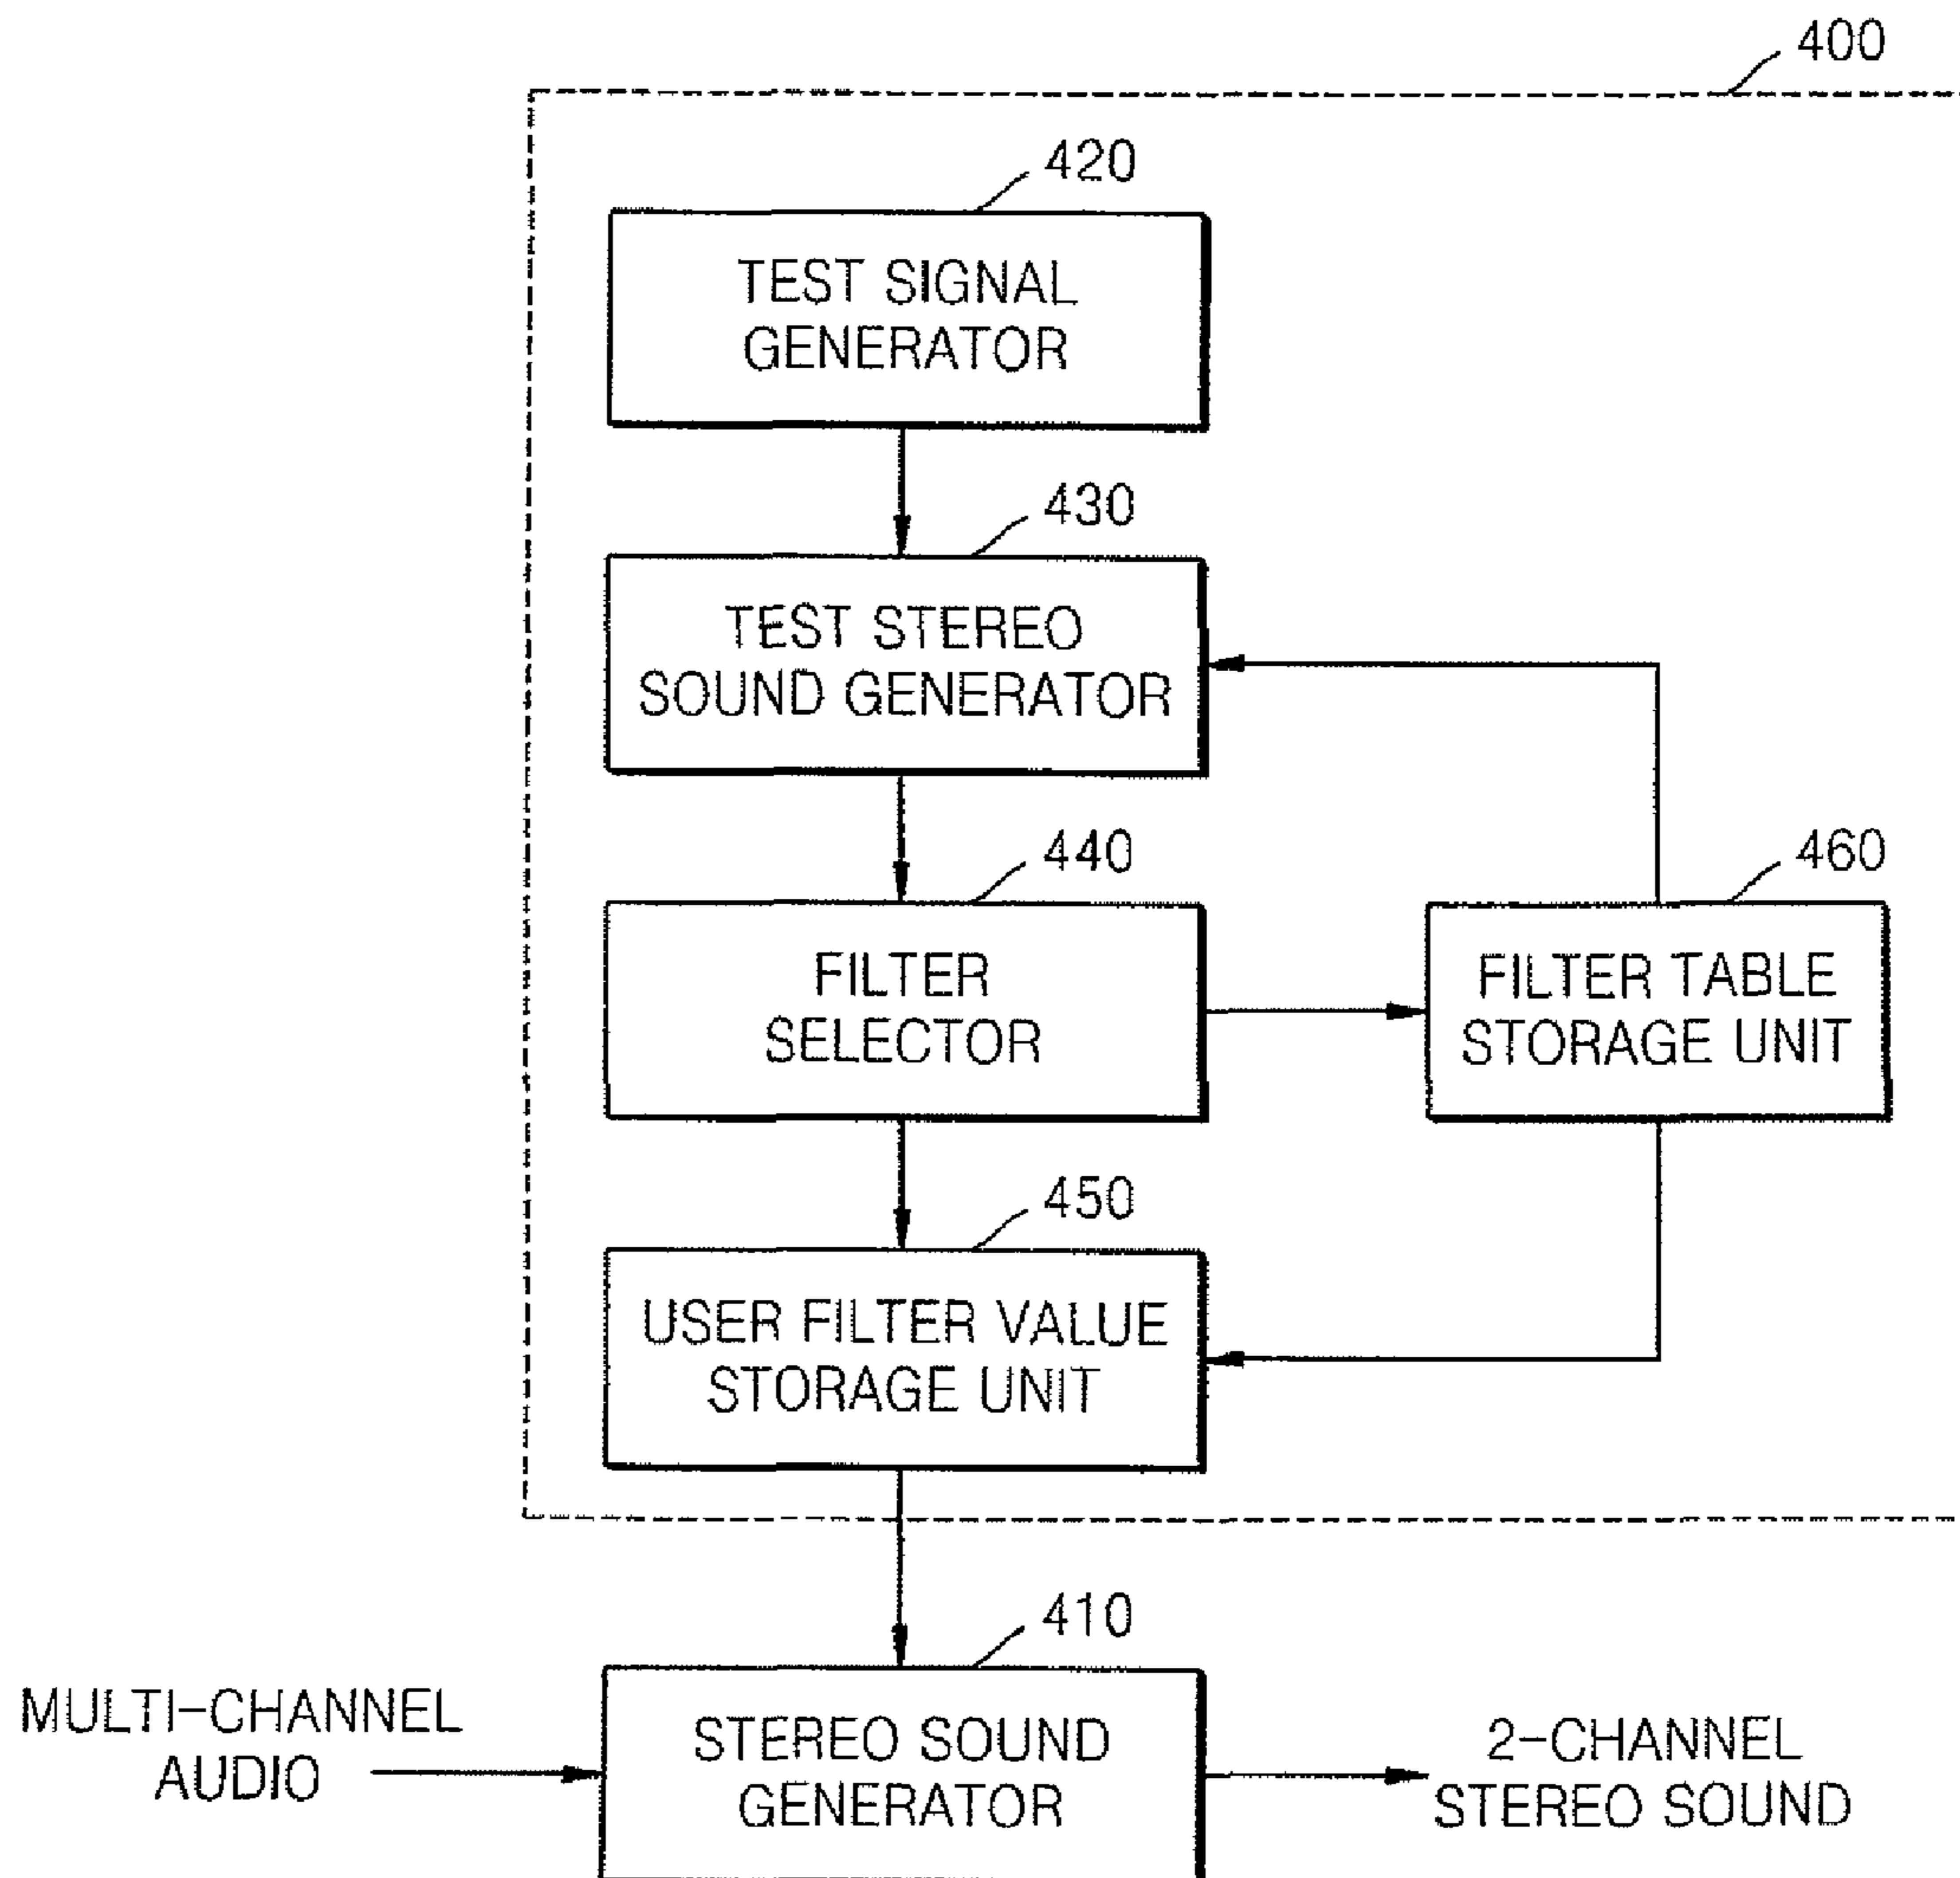 400
420
TEST SIGNAL
GENERATOR
430
TEST STEREO
SOUND GENERATOR
440
FILTER
SELECTOR
460
FILTER TABLE
STORAGE UNIT
450
USER FILTER VALUE
STORAGE UNIT
410
MULTI-CHANNEL
AUDIO
STEREO SOUND
GENERATOR
2-CHANNEL
STEREO SOUND